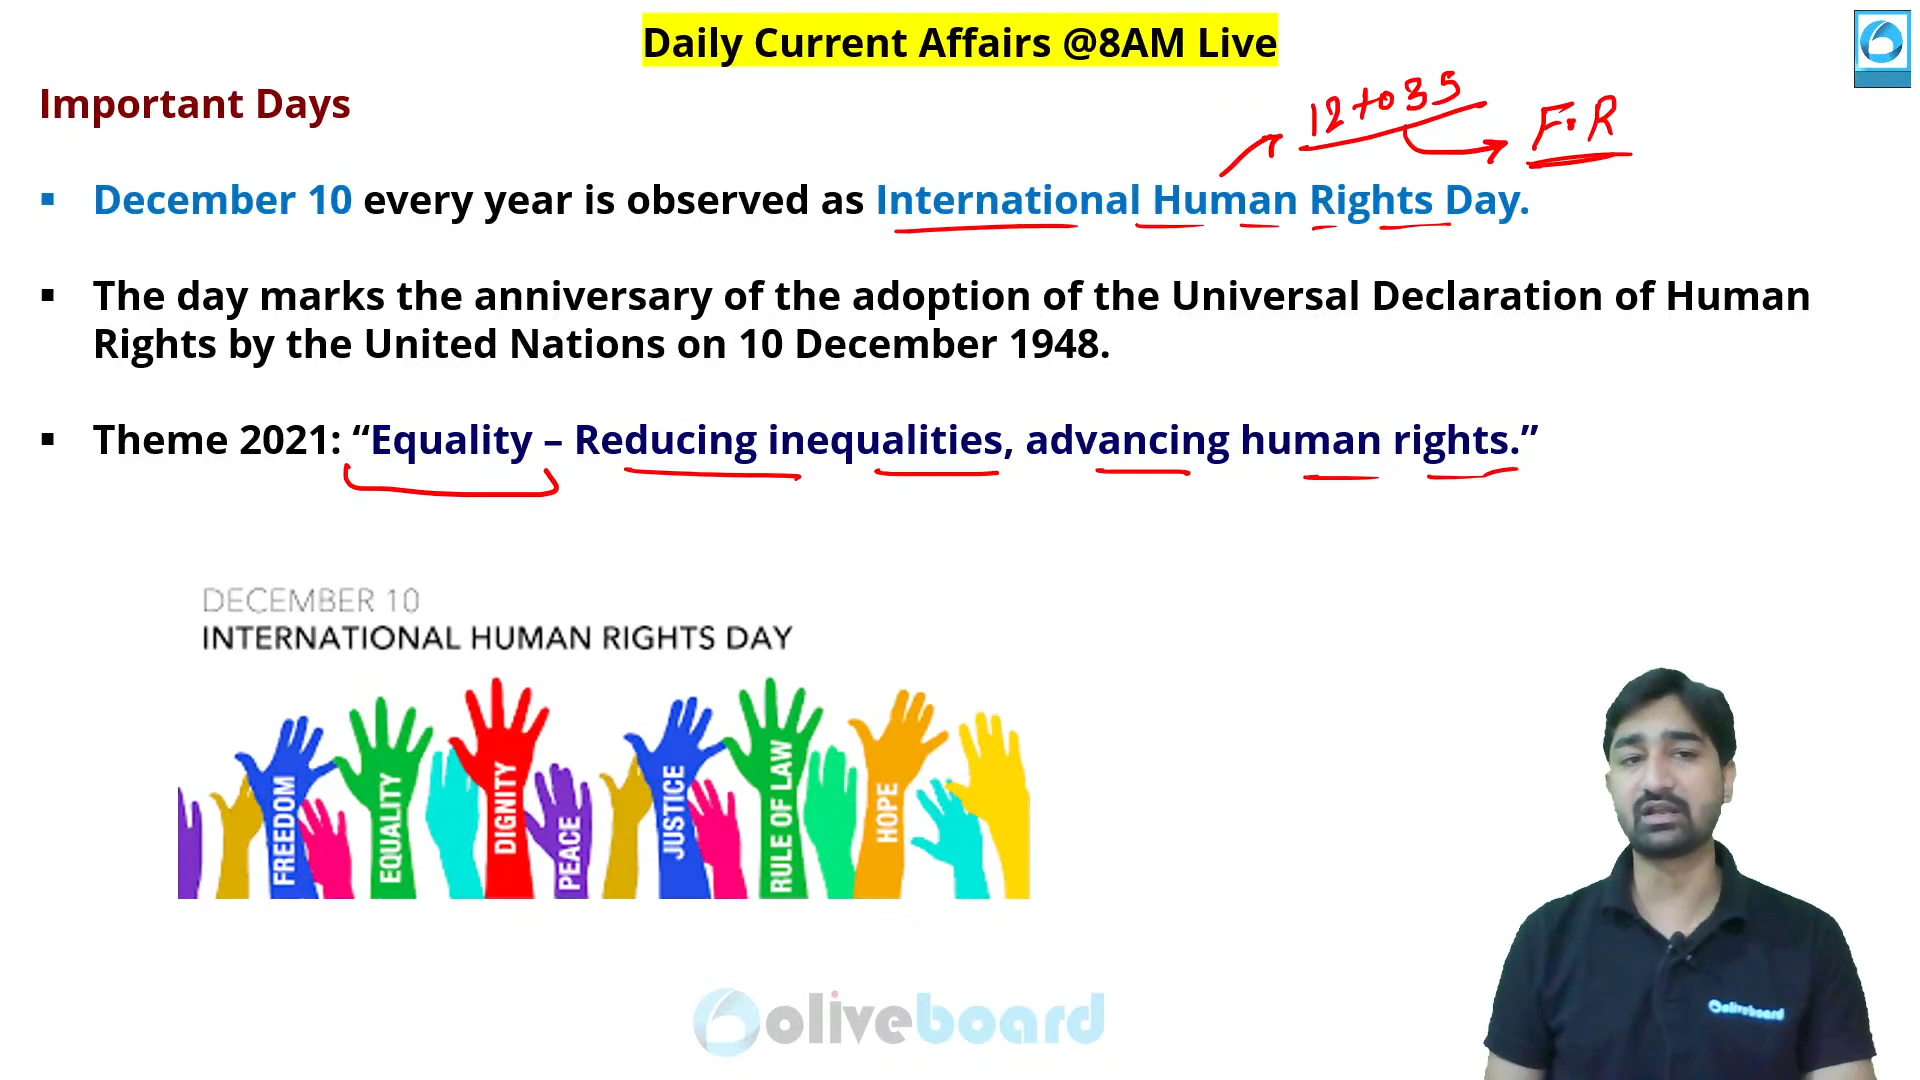 Daily Current Affairs @8AM Live
Important Days
12 to 35
F.R
▪ December 10 every year is observed as International Human Rights Day.
▪ The day marks the anniversary of the adoption of the Universal Declaration of Human
Rights by the United Nations on 10 December 1948.
▪ Theme 2021: “Equality – Reducing inequalities, advancing human rights.”
DECEMBER 10
INTERNATIONAL HUMAN RIGHTS DAY
FREEDOM
EQUALITY
DIGNITY
PEACE
JUSTICE
RULE OF LAW
HOPE
oliveboard
oliveboard